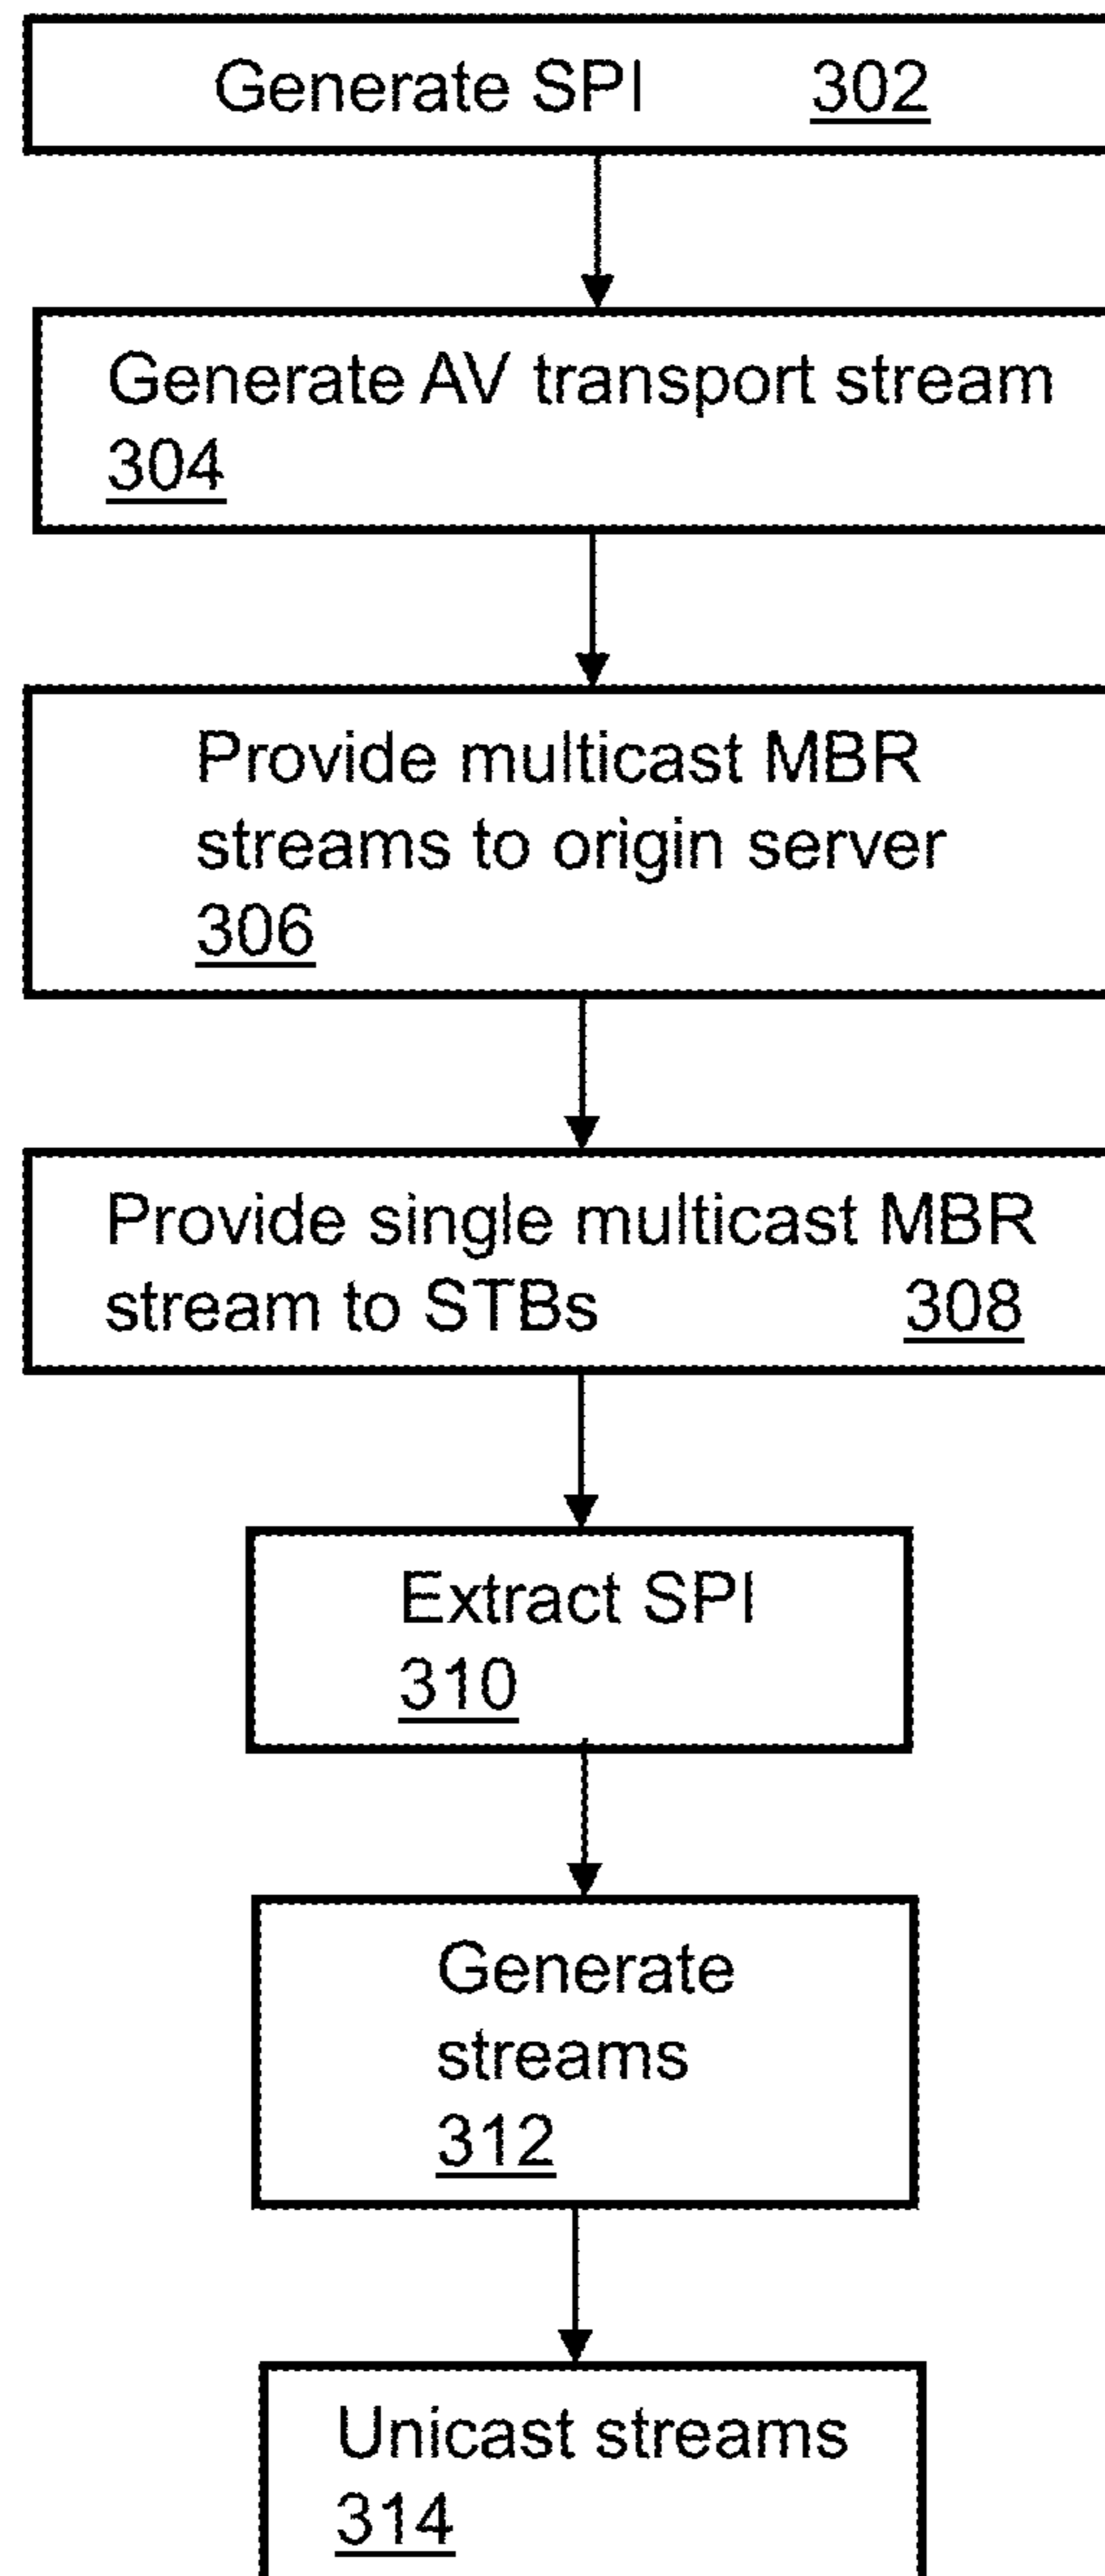 Generate SPI 302
Generate AV transport stream
304
Provide multicast MBR
streams to origin server
306
Provide single multicast MBR
stream to STBs 308
Extract SPI
310
Generate
streams
312
Unicast streams
314